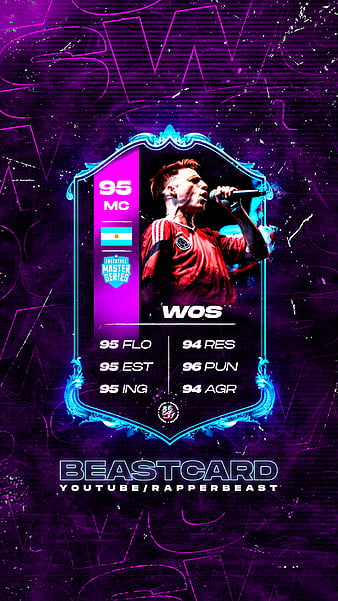 95
MC
FREESTYLE
MASTER
SERIES
WOS
95 FLO
94 RES
95 EST
96 PUN
95 ING
94 AGR
BEASTCARD
YOUTUBE/RAPPERBEAST